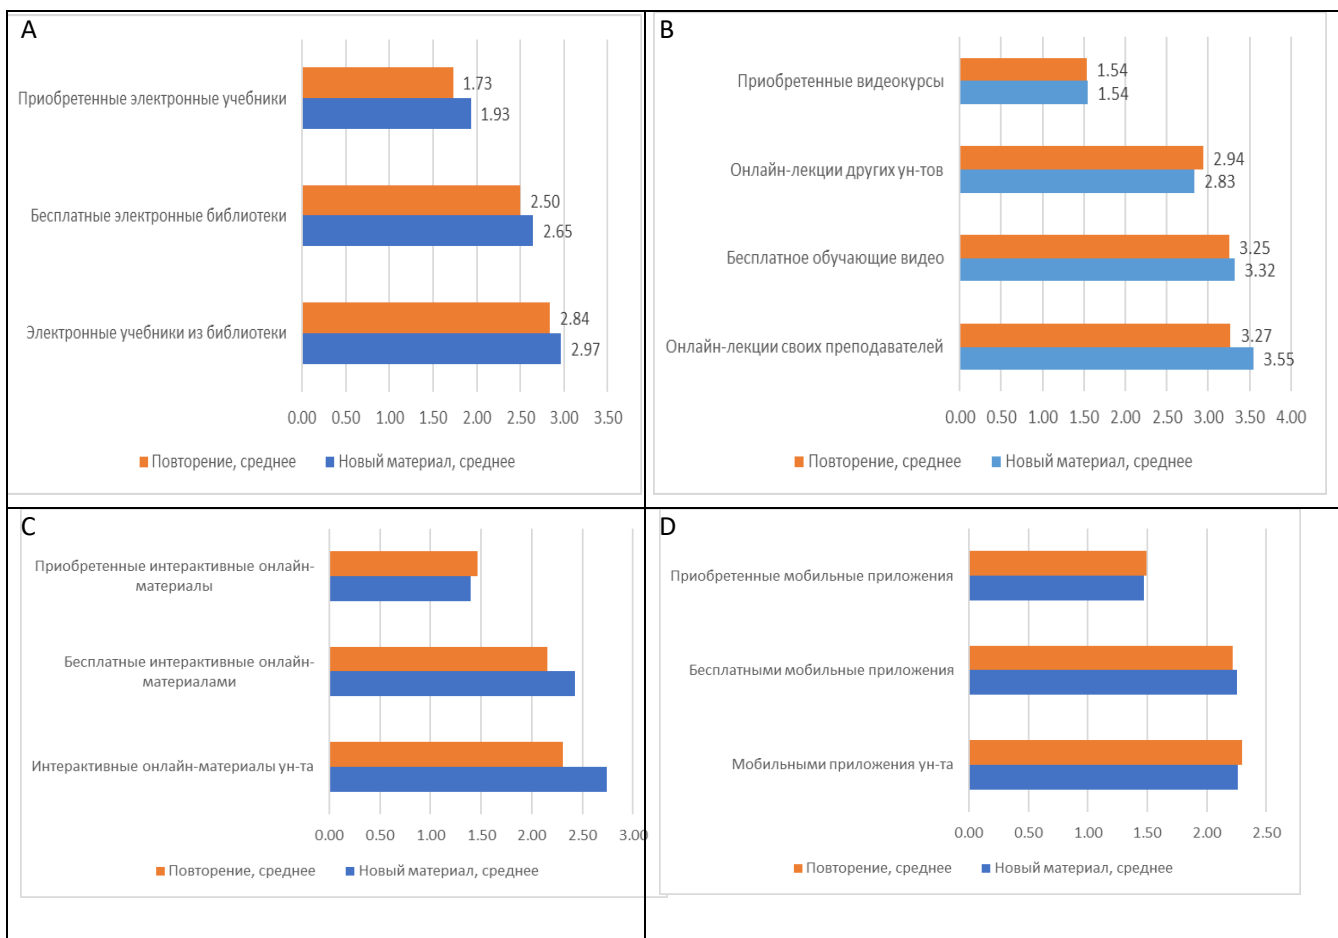 A
Приобретенные электронные учебники
1.73
1.93
Бесплатные электронные библиотеки
2.50
2.65
Электронные учебники из библиотеки
2.84
2.97
0.00 0.50 1.00 1.50 2.00 2.50 3.00 3.50
Повторение, среднее Новый материал, среднее
B
Приобретенные видеокурсы
1.54
1.54
Онлайн-лекции других ун-тов
2.94
2.83
Бесплатное обучающие видео
3.25
3.32
Онлайн-лекции своих преподавателей
3.27
3.55
0.00 0.50 1.00 1.50 2.00 2.50 3.00 3.50 4.00
Повторение, среднее Новый материал, среднее
C
Приобретенные интерактивные онлайн-
материалы
Бесплатные интерактивные онлайн-
материалами
Интерактивные онлайн-материалы ун-та
0.00 0.50 1.00 1.50 2.00 2.50 3.00
Повторение, среднее Новый материал, среднее
D
Приобретенные мобильные приложения
Бесплатными мобильные приложения
Мобильными приложения ун-та
0.00 0.50 1.00 1.50 2.00 2.50
Повторение, среднее Новый материал, среднее